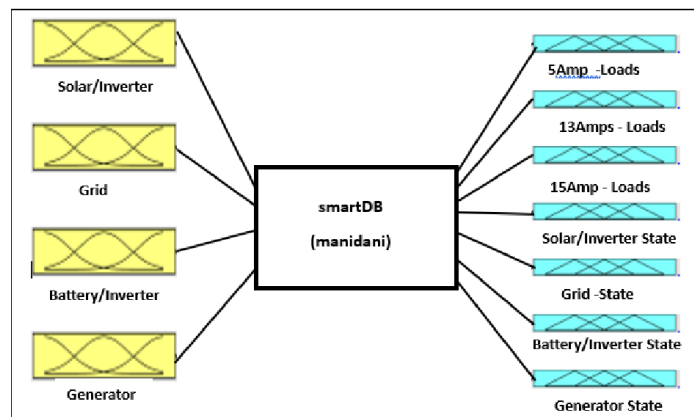 Solar/Inverter
Grid
Battery/Inverter
Generator
smartDB
(manidani)
5Amp -Loads
13Amps - Loads
15Amp - Loads
Solar/Inverter State
Grid -State
Battery/Inverter State
Generator State